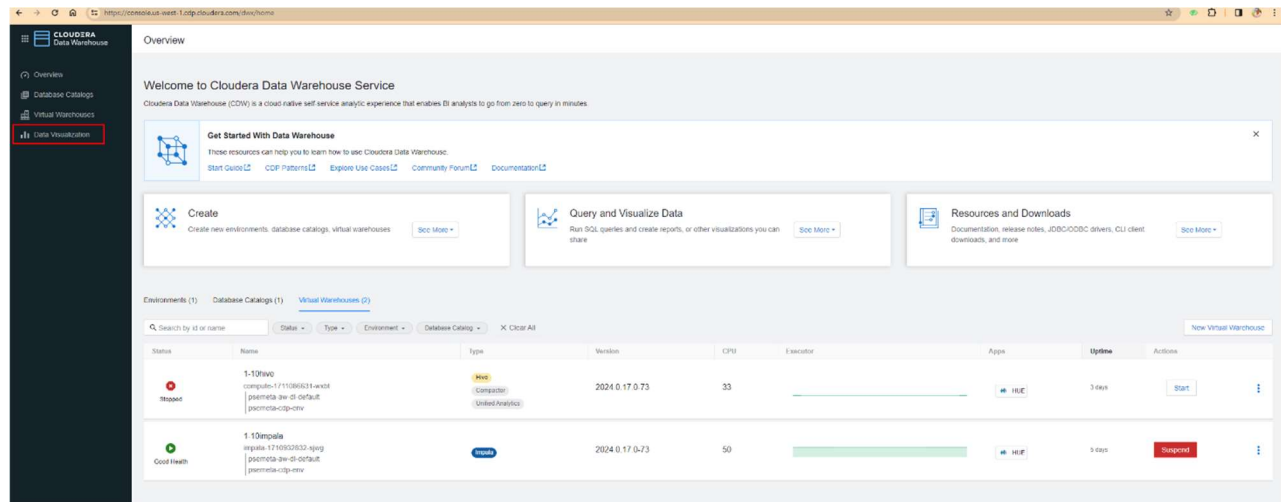 https://console.us-west-1.cdp.cloudera.com/dwx/home
CLOUDERA
Data Warehouse
Overview
Database Catalogs
Virtual Warehouses
Data Visualization
Overview
Welcome to Cloudera Data Warehouse Service
Cloudera Data Warehouse (CDW) is a cloud-native self-service analytic experience that enables BI analysts to go from zero to query in minutes.
Get Started With Data Warehouse
These resources can help you to learn how to use Cloudera Data Warehouse.
Start Guide CDP Patterns Explore Use Cases Community Forum Documentation
Create
Create new environments, database catalogs, virtual warehouses
See More
Query and Visualize Data
Run SQL queries and create reports, or other visualizations you can
share
See More
Resources and Downloads
Documentation, release notes, JDBC/ODBC drivers, CLI client
downloads, and more
See More
Environments (1) Database Catalogs (1) Virtual Warehouses (2)
Search by id or name Status Type Environment Database Catalog X Clear All New Virtual Warehouse
Status Name Type Version CPU Executor Apps Uptime Actions
Stopped
1-10hive
psemeta-aw-dl-default
psemeta-cdp-env
Hive
Compactor
Unified Analytics
2024.0.17.0-73 33 HUE 3 days Start
Good Health
1-10impala
psemeta-aw-dl-default
psemeta-cdp-env
Impala
2024.0.17.0-73 50 HUE 5 days Suspend